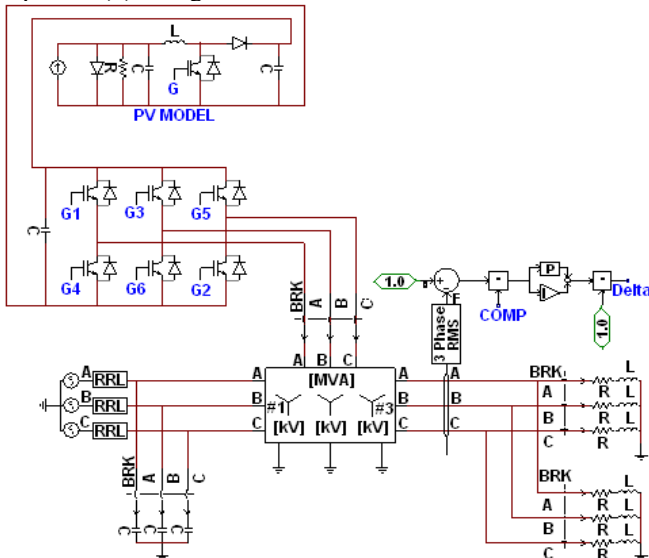 L
R
C
C
G
PV MODEL
G1
G3
G5
C
G4
G6
G2
BRK
A
B
C
1.0
+
F
3 Phase
RMS
COMP
P
I
1.0
Delta
A
B
C
A RRL
B RRL
C RRL
A
B
C
[MVA]
#1
#3
[kV] [kV] [kV]
A
B
C
A
B
C
BRK
A
B
C
L
R
L
R
L
R
BRK
A
B
C
C
C
C
BRK
A
B
C
L
R
L
R
L
R